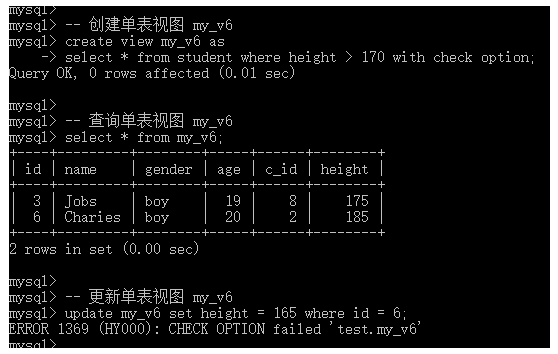 mysql>
mysql> -- 创建单表视图 my_v6
mysql> create view my_v6 as
    -> select * from student where height > 170 with check option;
Query OK, 0 rows affected (0.01 sec)
mysql>
mysql> -- 查询单表视图 my_v6
mysql> select * from my_v6;
+----+---------+--------+-----+------+--------+
| id | name    | gender | age | c_id | height |
+----+---------+--------+-----+------+--------+
|  3 | Jobs    | boy    |  19 |    8 |    175 |
|  6 | Charies | boy    |  20 |    2 |    185 |
+----+---------+--------+-----+------+--------+
2 rows in set (0.00 sec)
mysql>
mysql> -- 更新单表视图 my_v6
mysql> update my_v6 set height = 165 where id = 6;
ERROR 1369 (HY000): CHECK OPTION failed 'test.my_v6'
mysql>